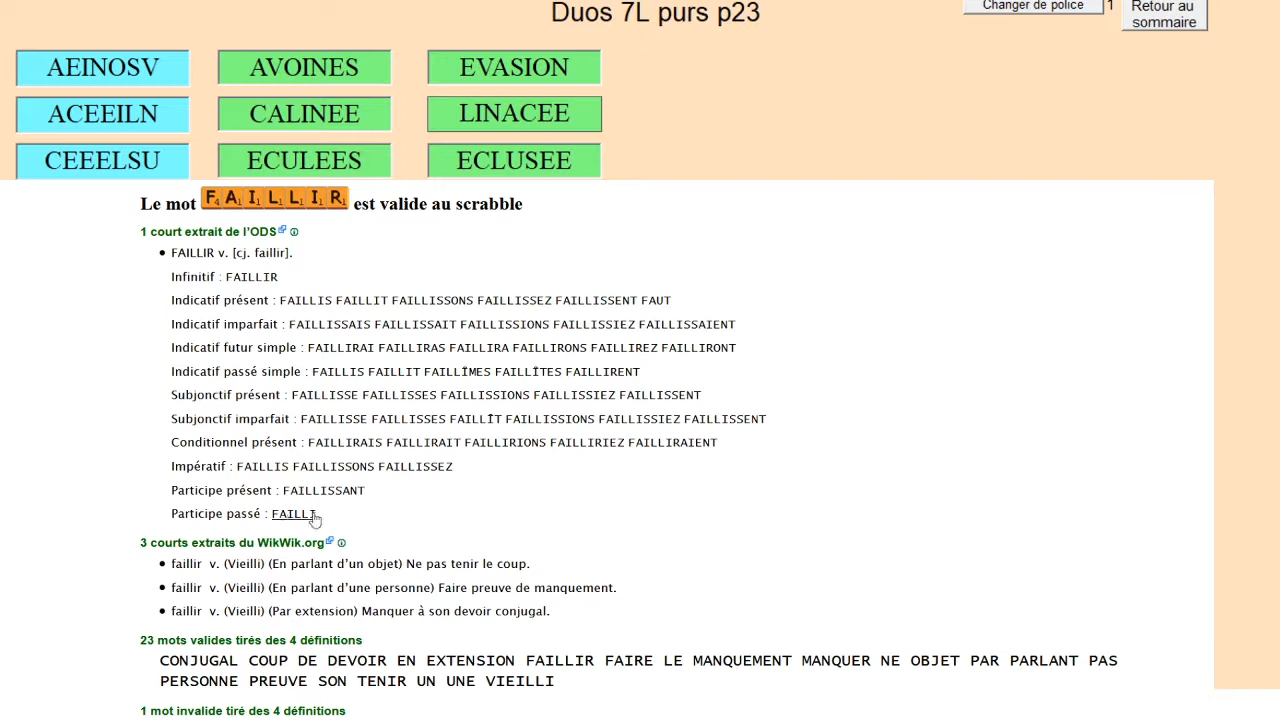 Duos 7L purs p23
Changer de police
1
Retour au
sommaire
AEINOSV AVOINES EVASION
ACEEILN CALINEE LINACEE
CEEELSU ECULEES ECLUSEE
Le mot F4 A1 I1 L1 L1 I1 R1 est valide au scrabble
1 court extrait de l’ODS
• FAILLIR v. [cj. faillir].
Infinitif : FAILLIR
Indicatif présent : FAILLIS FAILLIT FAILLISSONS FAILLISSEZ FAILLISSENT FAUT
Indicatif imparfait : FAILLISSAIS FAILLISSAIT FAILLISSIONS FAILLISSIEZ FAILLISSAIENT
Indicatif futur simple : FAILLIRAI FAILLIRAS FAILLIRA FAILLIRONS FAILLIREZ FAILLIRONT
Indicatif passé simple : FAILLIS FAILLIT FAILLÎMES FAILLÎTES FAILLIRENT
Subjonctif présent : FAILLISSE FAILLISSES FAILLISSIONS FAILLISSIEZ FAILLISSENT
Subjonctif imparfait : FAILLISSE FAILLISSES FAILLÎT FAILLISSIONS FAILLISSIEZ FAILLISSENT
Conditionnel présent : FAILLIRAIS FAILLIRAIT FAILLIRIONS FAILLIRIEZ FAILLIRAIENT
Impératif : FAILLIS FAILLISSONS FAILLISSEZ
Participe présent : FAILLISSANT
Participe passé : FAILLI
3 courts extraits du WikWik.org
• faillir v. (Vieilli) (En parlant d’un objet) Ne pas tenir le coup.
• faillir v. (Vieilli) (En parlant d’une personne) Faire preuve de manquement.
• faillir v. (Vieilli) (Par extension) Manquer à son devoir conjugal.
23 mots valides tirés des 4 définitions
CONJUGAL COUP DE DEVOIR EN EXTENSION FAILLIR FAIRE LE MANQUEMENT MANQUER NE OBJET PAR PARLANT PAS
PERSONNE PREUVE SON TENIR UN UNE VIEILLI
1 mot invalide tiré des 4 définitions